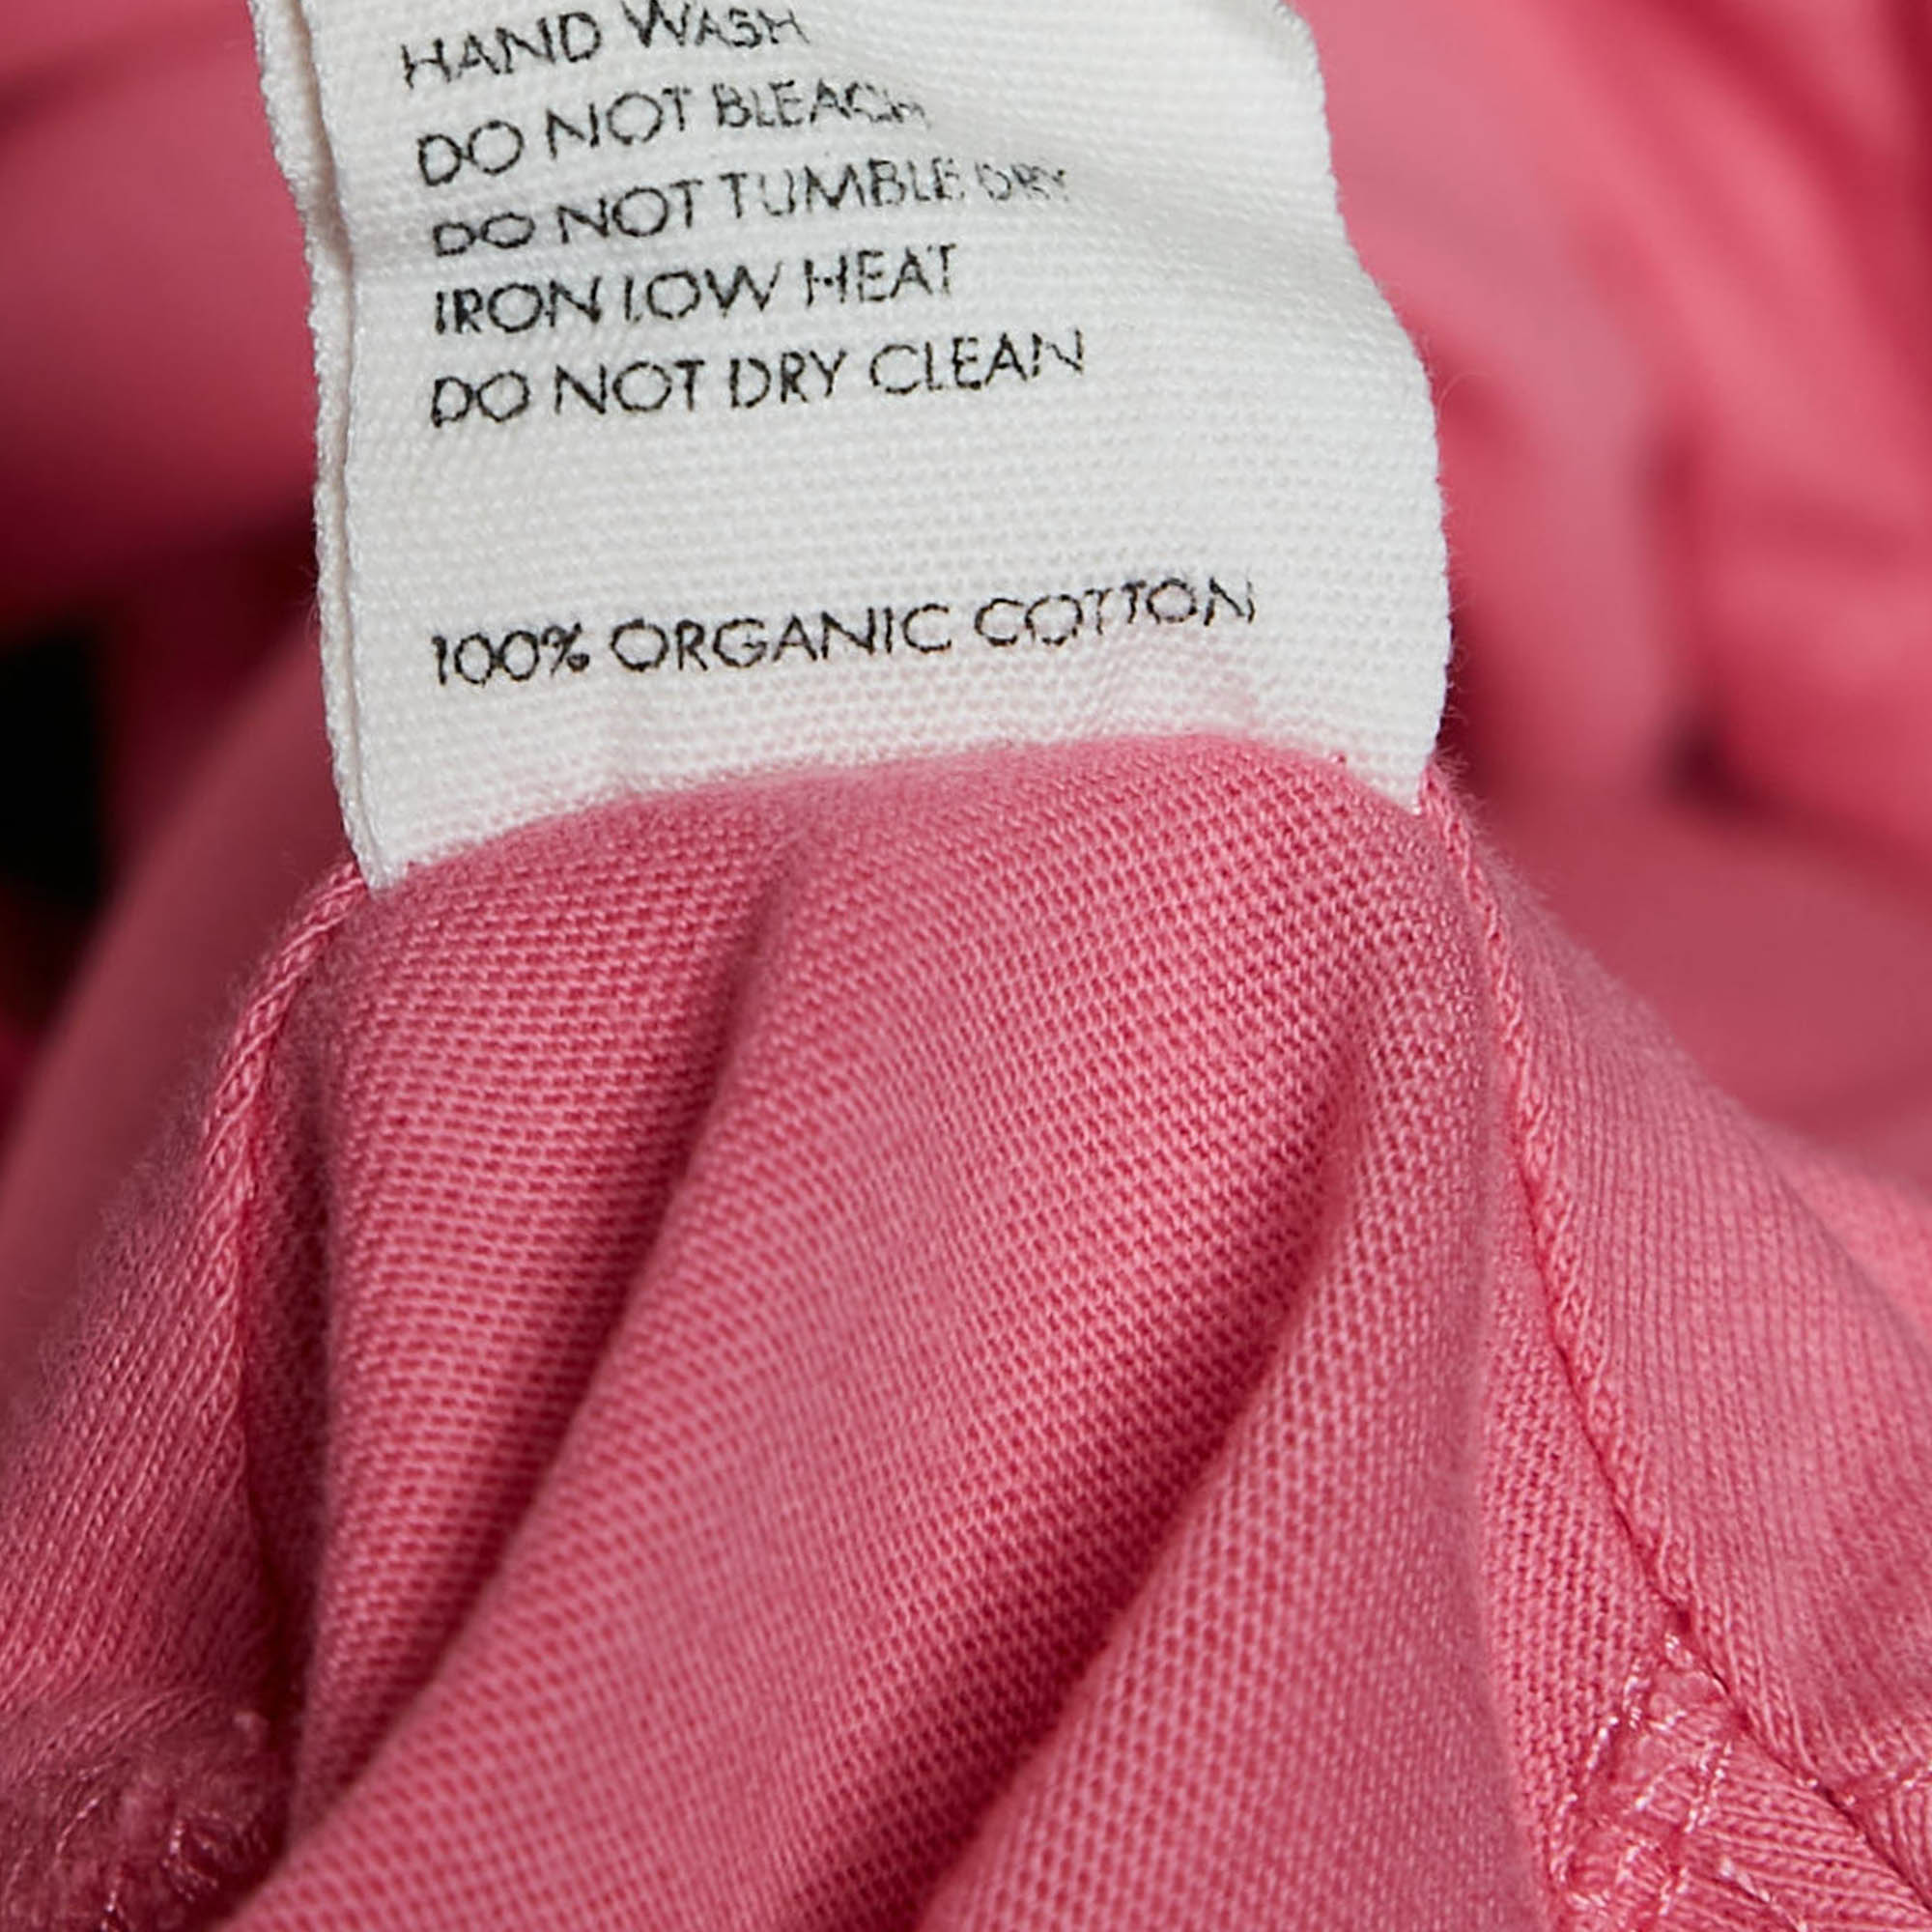 HAND WASH
DO NOT BLEACH
DO NOT TUMBLE DRY
IRON LOW HEAT
DO NOT DRY CLEAN
100% ORGANIC COTTON